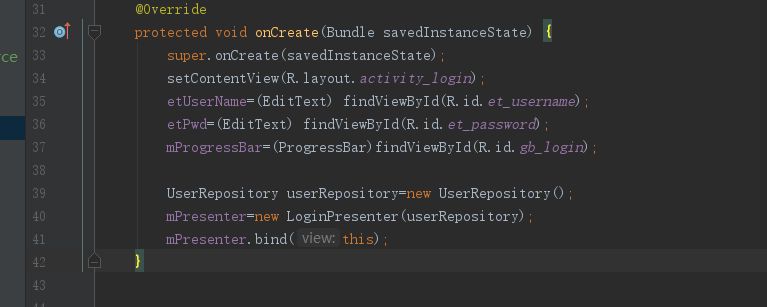 31 @Override
32 protected void onCreate(Bundle savedInstanceState) {
rce 33 super.onCreate(savedInstanceState);
34 setContentView(R.layout.activity_login);
35 etUserName=(EditText) findViewById(R.id.et_username);
36 etPwd=(EditText) findViewById(R.id.et_password);
37 mProgressBar=(ProgressBar)findViewById(R.id.gb_login);
38
39 UserRepository userRepository=new UserRepository();
40 mPresenter=new LoginPresenter(userRepository);
41 mPresenter.bind( view: this);
42 }
43
44